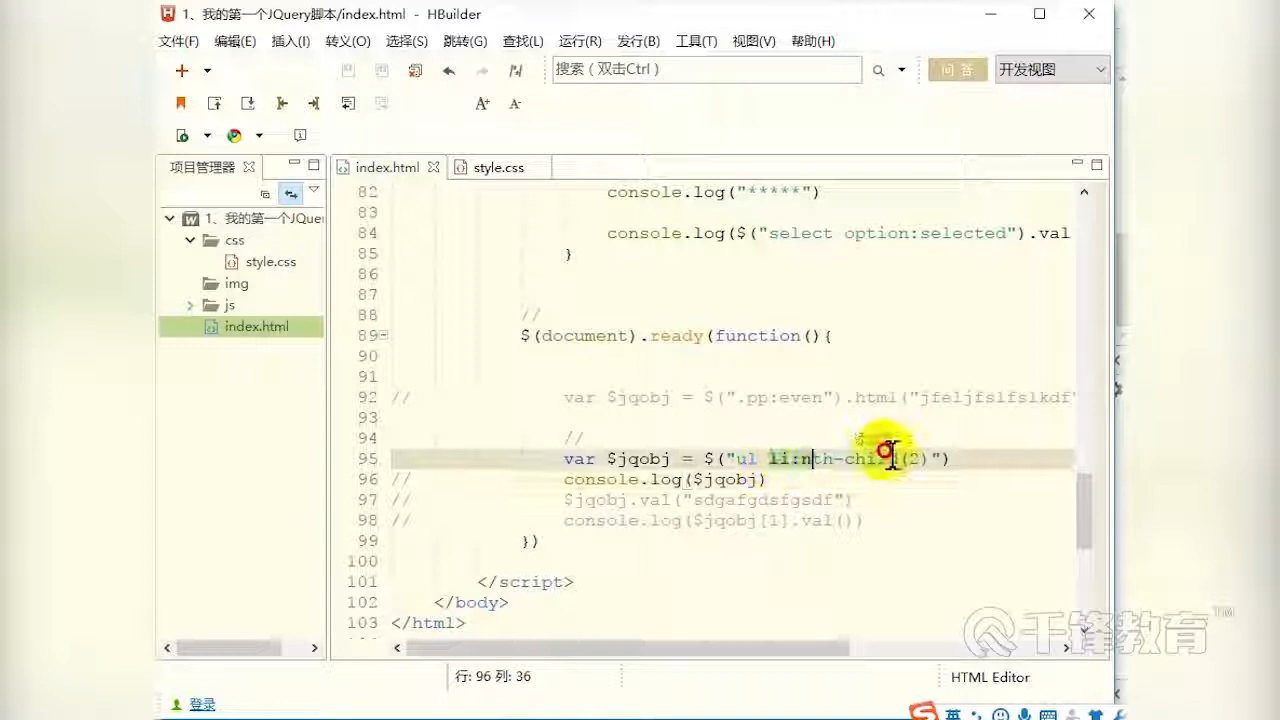 1、我的第一个JQuery脚本/index.html - HBuilder
文件(F) 编辑(E) 插入(I) 转义(O) 选择(S) 跳转(G) 查找(L) 运行(R) 发行(B) 工具(T) 视图(V) 帮助(H)
搜索（双击Ctrl）
问答
开发视图
A+ A-
项目管理器
index.html
style.css
1、我的第一个JQuer
css
style.css
img
js
index.html
82 console.log("*****")
83
84 console.log($("select option:selected").val
85 }
86
87
88 //
89 $(document).ready(function(){
90
91
92 // var $jqobj = $(".pp:even").html("jfeljfslfslkdf"
93
94 //
95 var $jqobj = $("ul li:nth-child(2)")
96 // console.log($jqobj)
97 // $jqobj.val("sdgafgdsfgsdf")
98 // console.log($jqobj[1].val())
99 })
100
101 </script>
102 </body>
103 </html>
千锋教育™
行: 96 列: 36
HTML Editor
登录
英